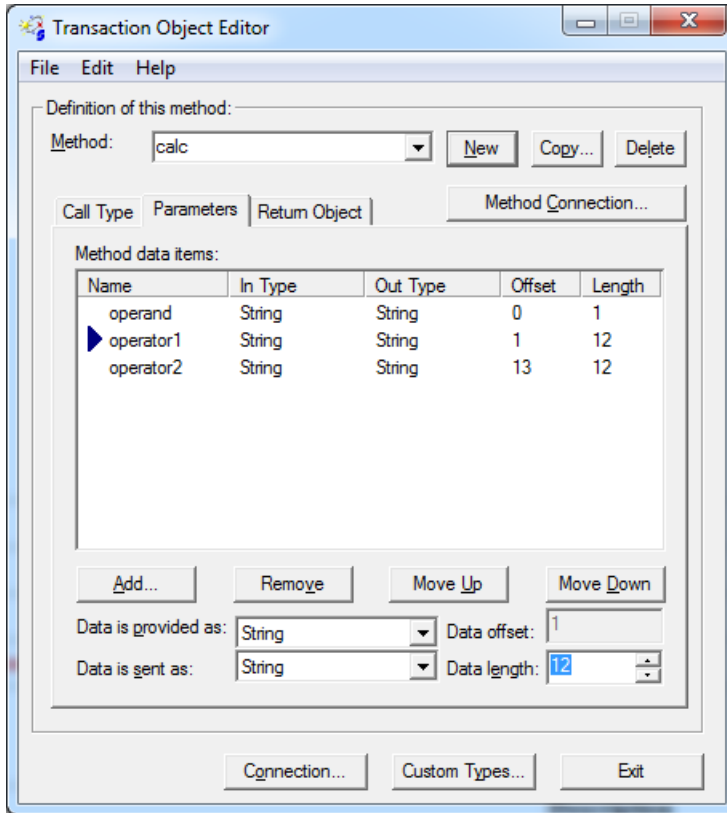 Transaction Object Editor
File Edit Help
Definition of this method:
Method: calc New Copy... Delete
Call Type Parameters Return Object Method Connection...
Method data items:
Name In Type Out Type Offset Length
operand String String 0 1
operator1 String String 1 12
operator2 String String 13 12
Add... Remove Move Up Move Down
Data is provided as: String Data offset: 1
Data is sent as: String Data length: 12
Connection... Custom Types... Exit